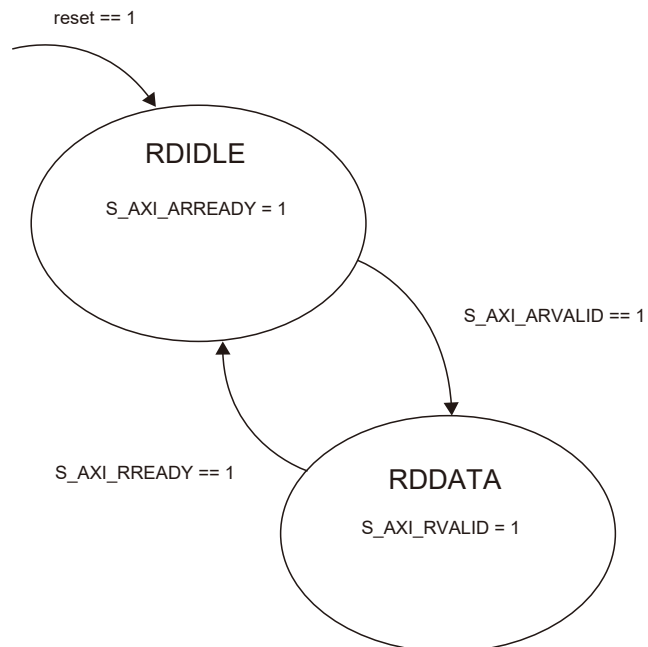 reset == 1
RDIDLE
S_AXI_ARREADY = 1
S_AXI_ARVALID == 1
S_AXI_RREADY == 1
RDDATA
S_AXI_RVALID = 1